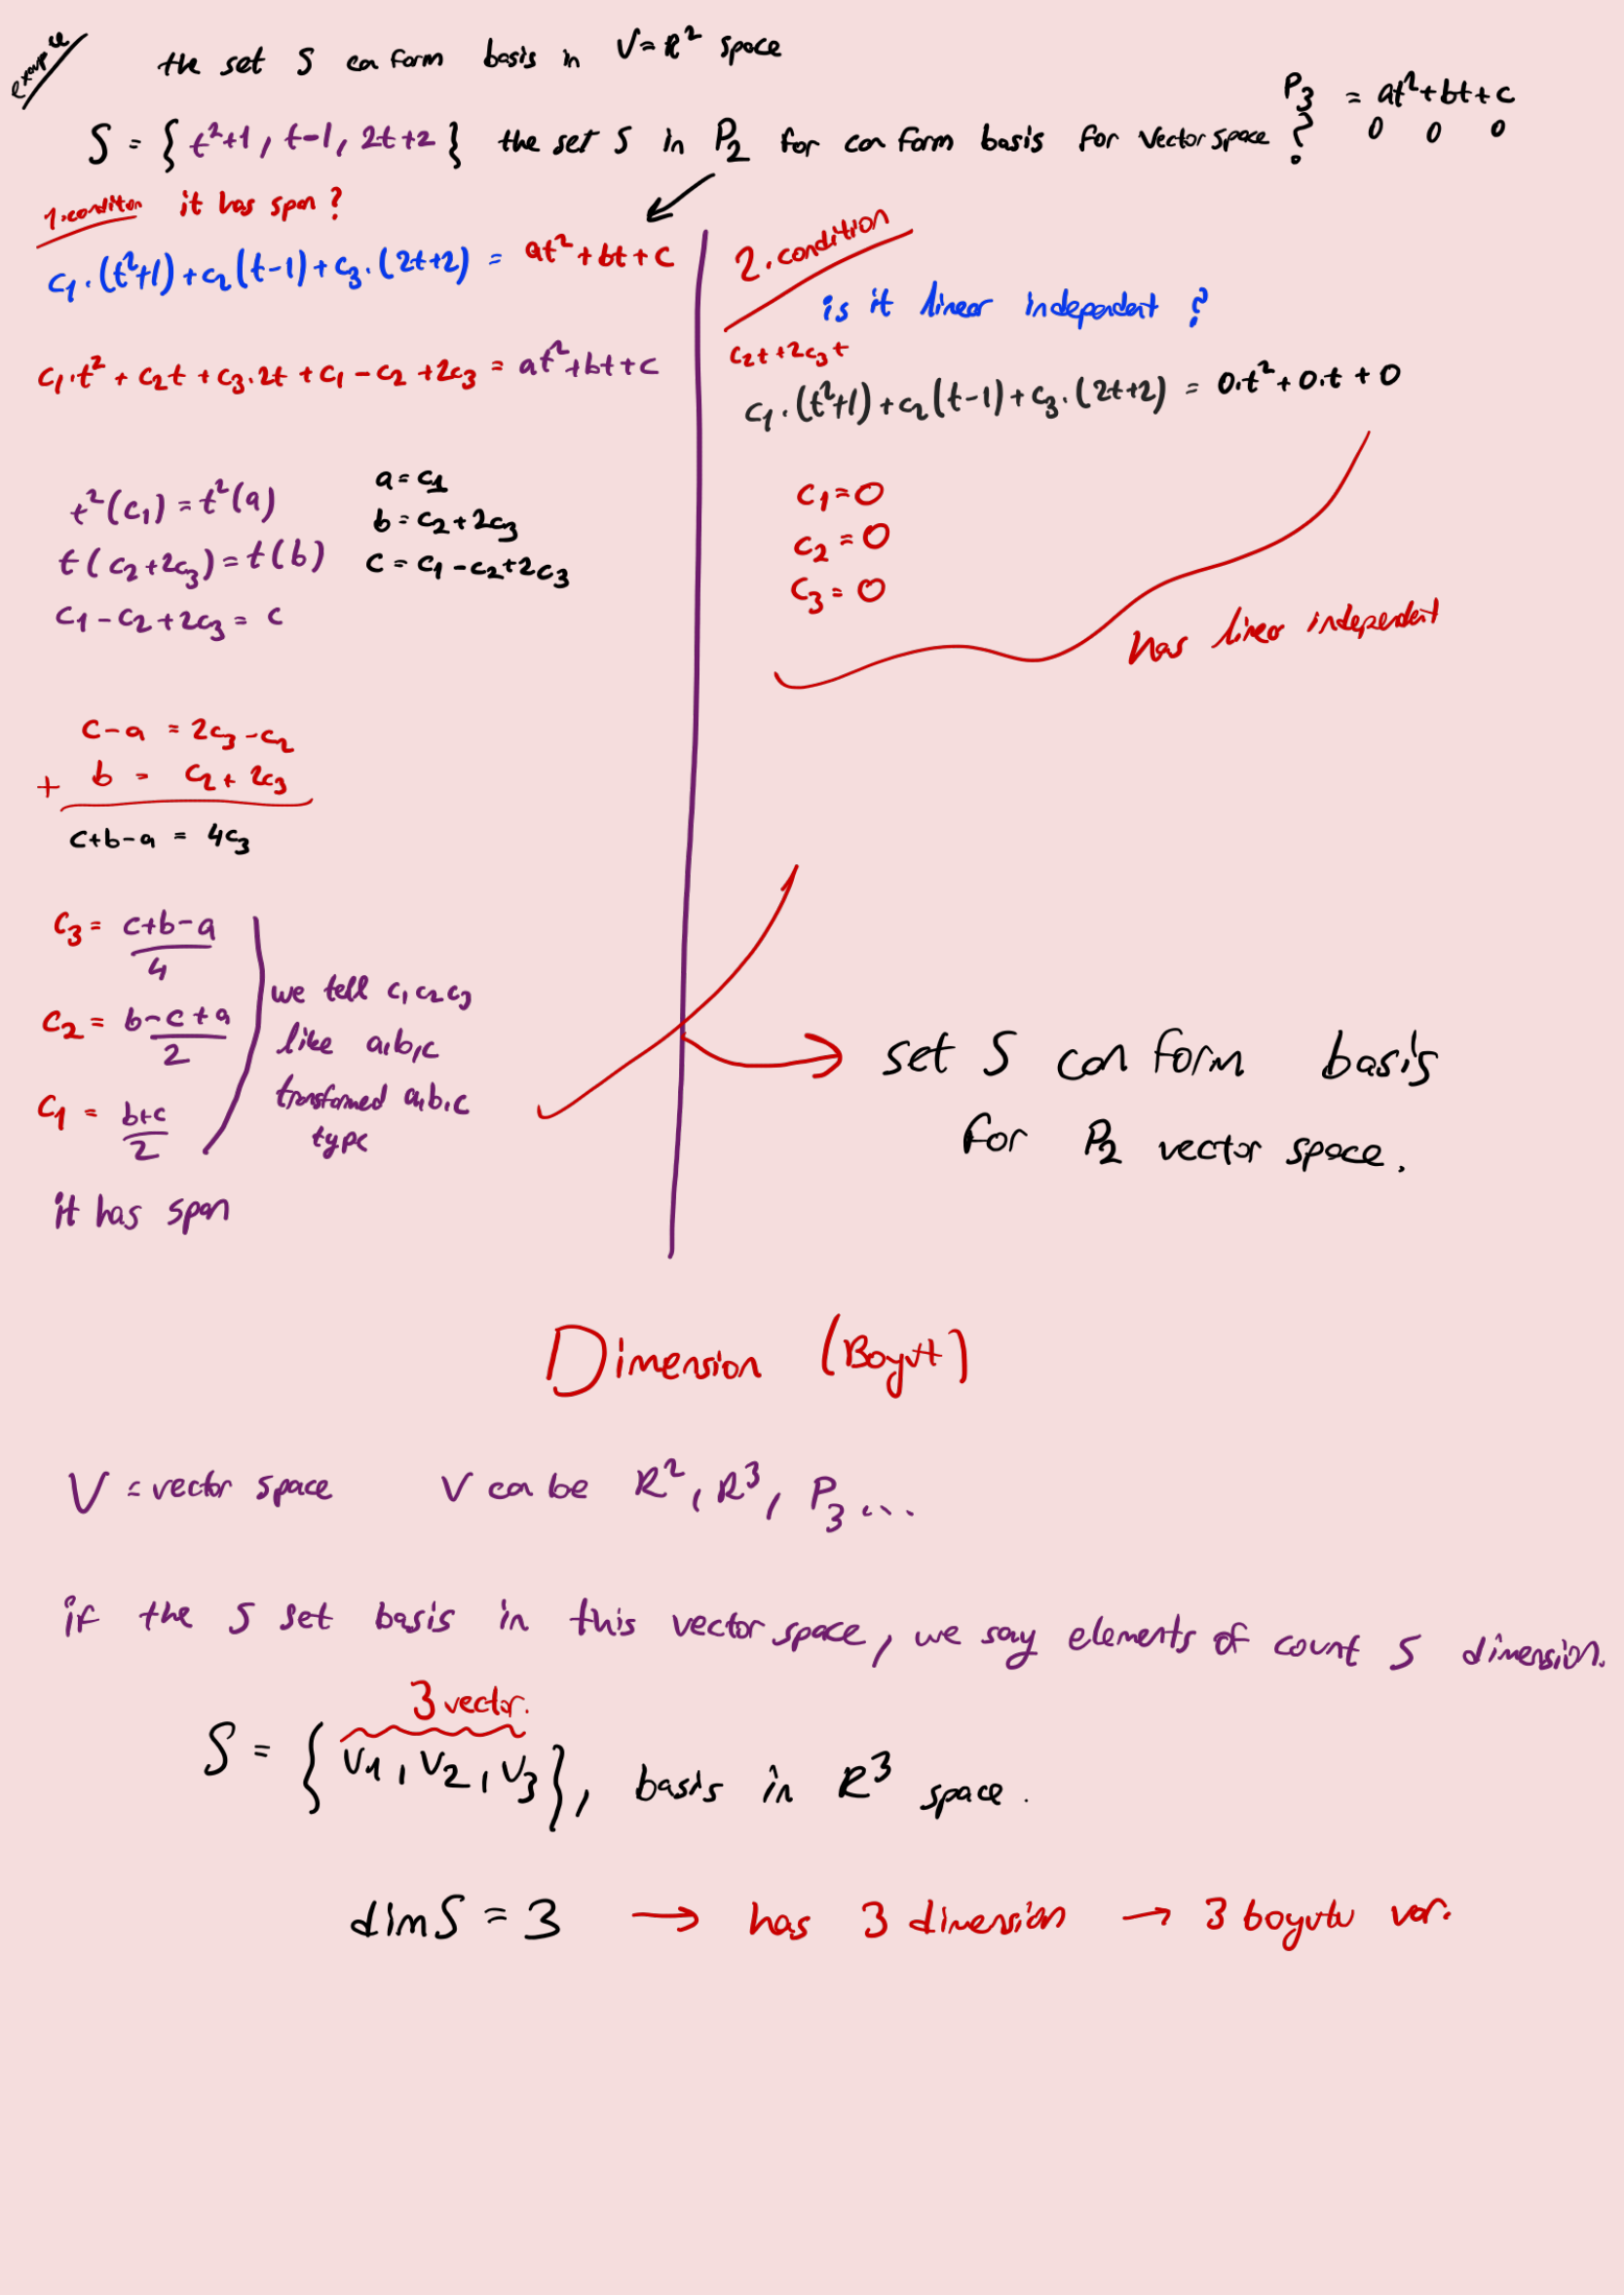 example
the set S can form basis in V=R² space
P₃ = at²+bt+c
0 0 0
S = { t²+1, t-1, 2t+2 } the set S in P₂ for can form basis for vector space ?
1.condition it has span?
c₁.(t²+1)+c₂(t-1)+c₃.(2t+2) = at²+bt+c
c₁.t² + c₂t + c₃.2t + c₁ - c₂ + 2c₃ = at²+bt+c
t²(c₁) = t²(a)
t(c₂+2c₃) = t(b)
c₁-c₂+2c₃ = c
a = c₁
b = c₂+2c₃
c = c₁-c₂+2c₃
c-a = 2c₃-c₂
+ b = c₂+2c₃
c+b-a = 4c₃
c₃ = c+b-a / 4
c₂ = b-c+a / 2
c₁ = b+c / 2
we tell c₁ c₂ c₃
like a,b,c
transformed a,b,c
type
it has span
2.condition
is it linear independent ?
c₂t+2c₃t
c₁.(t²+1)+c₂(t-1)+c₃.(2t+2) = 0.t²+0.t+0
c₁=0
c₂=0
c₃=0
has linear independent
set S can form basis
for P₂ vector space.
Dimension (Boyut)
V = vector space V can be R², R³, P₃...
if the S set basis in this vector space, we say elements of count S dimension.
3 vector.
S = { v₁, v₂, v₃ }, basis in R³ space.
dim S = 3 → has 3 dimension → 3 boyutu var.